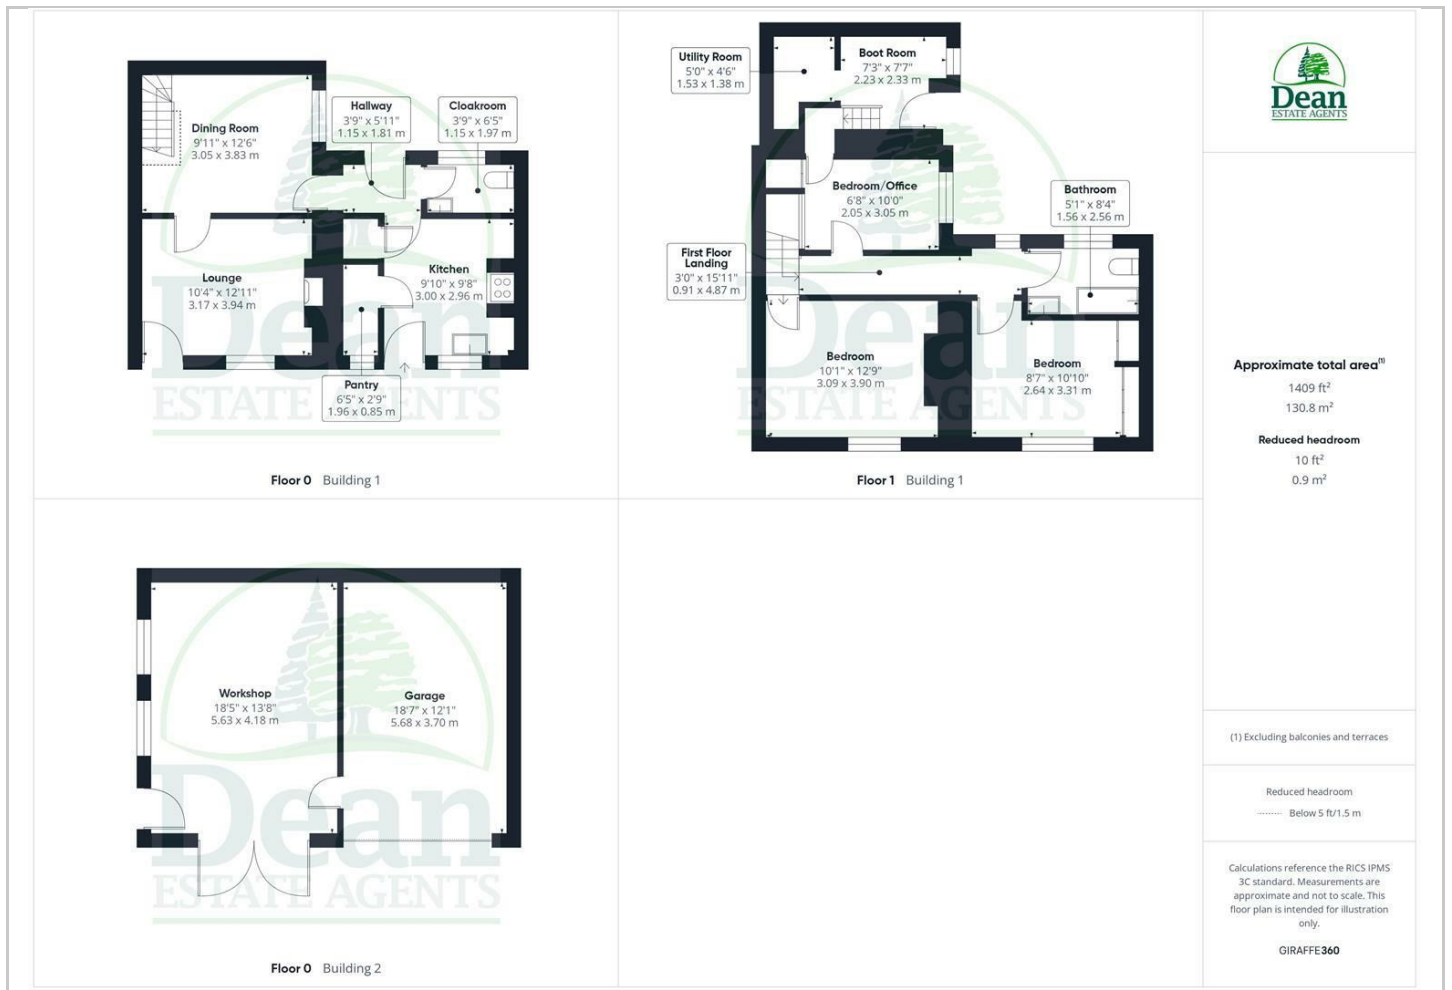 Dining Room
9'11" x 12'6"
3.05 x 3.83 m
Hallway
3'9" x 5'11"
1.15 x 1.81 m
Cloakroom
3'9" x 6'5"
1.15 x 1.97 m
Lounge
10'4" x 12'11"
3.17 x 3.94 m
Kitchen
9'10" x 9'8"
3.00 x 2.96 m
Pantry
6'5" x 2'9"
1.96 x 0.85 m
Dean
ESTATE AGENTS
Floor 0 Building 1
Utility Room
5'0" x 4'6"
1.53 x 1.38 m
Boot Room
7'3" x 7'7"
2.23 x 2.33 m
Bedroom/Office
6'8" x 10'0"
2.05 x 3.05 m
Bathroom
5'1" x 8'4"
1.56 x 2.56 m
First Floor
Landing
3'0" x 15'11"
0.91 x 4.87 m
Bedroom
10'1" x 12'9"
3.09 x 3.90 m
Bedroom
8'7" x 10'10"
2.64 x 3.31 m
Dean
ESTATE AGENTS
Floor 1 Building 1
Workshop
18'5" x 13'8"
5.63 x 4.18 m
Garage
18'7" x 12'1"
5.68 x 3.70 m
Dean
ESTATE AGENTS
Floor 0 Building 2
Dean
ESTATE AGENTS
Approximate total area(1)
1409 ft²
130.8 m²
Reduced headroom
10 ft²
0.9 m²
(1) Excluding balconies and terraces
Reduced headroom
Below 5 ft/1.5 m
Calculations reference the RICS IPMS
3C standard. Measurements are
approximate and not to scale. This
floor plan is intended for illustration
only.
GIRAFFE360